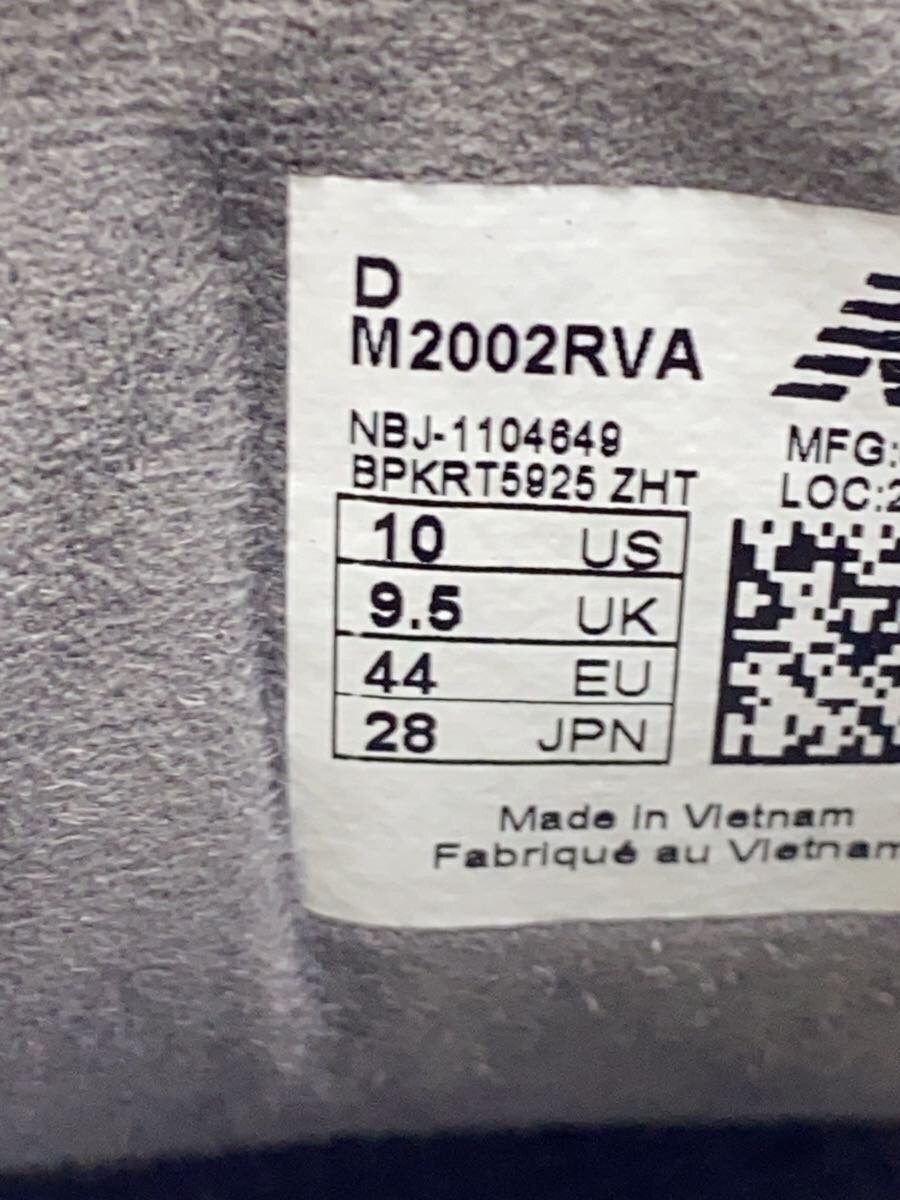 D
M2002RVA
NBJ-1104649
BPKRT5925 ZHT
MFG:
LOC:2
10 US
9.5 UK
44 EU
28 JPN
Made in Vietnam
Fabriqué au Vietnam